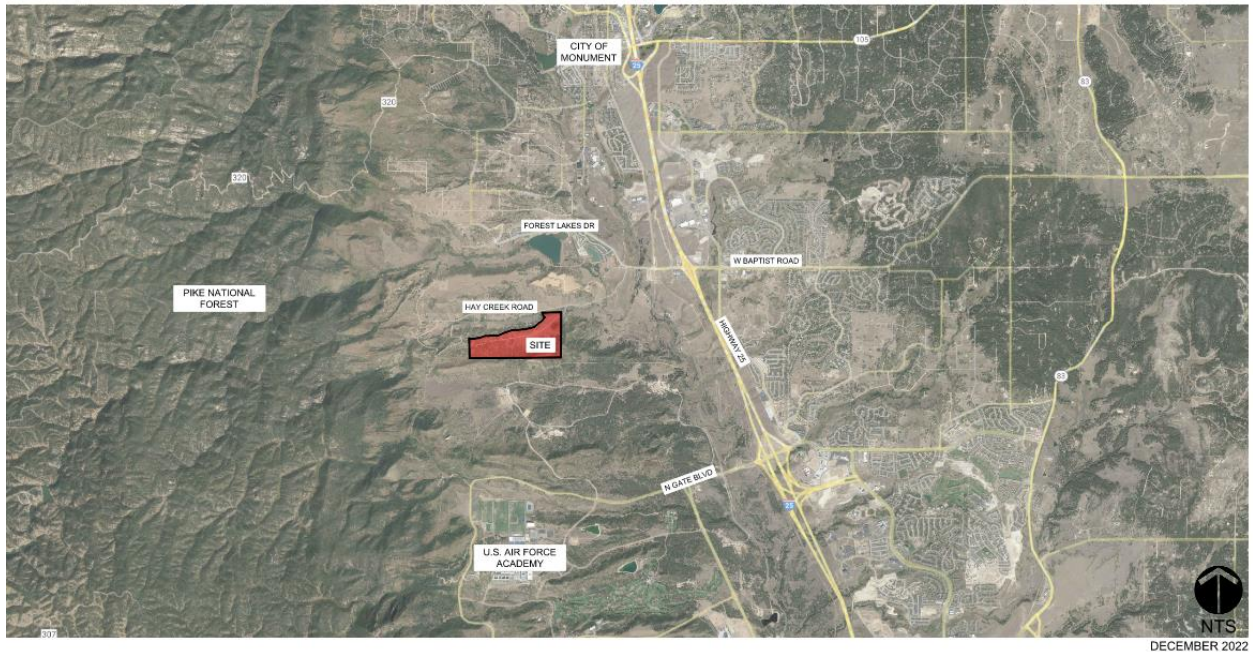 CITY OF
MONUMENT
105
25
83
320
320
FOREST LAKES DR
W BAPTIST ROAD
PIKE NATIONAL
FOREST
HAY CREEK ROAD
SITE
HIGHWAY 25
83
N GATE BLVD
25
U.S. AIR FORCE
ACADEMY
307
NTS
DECEMBER 2022